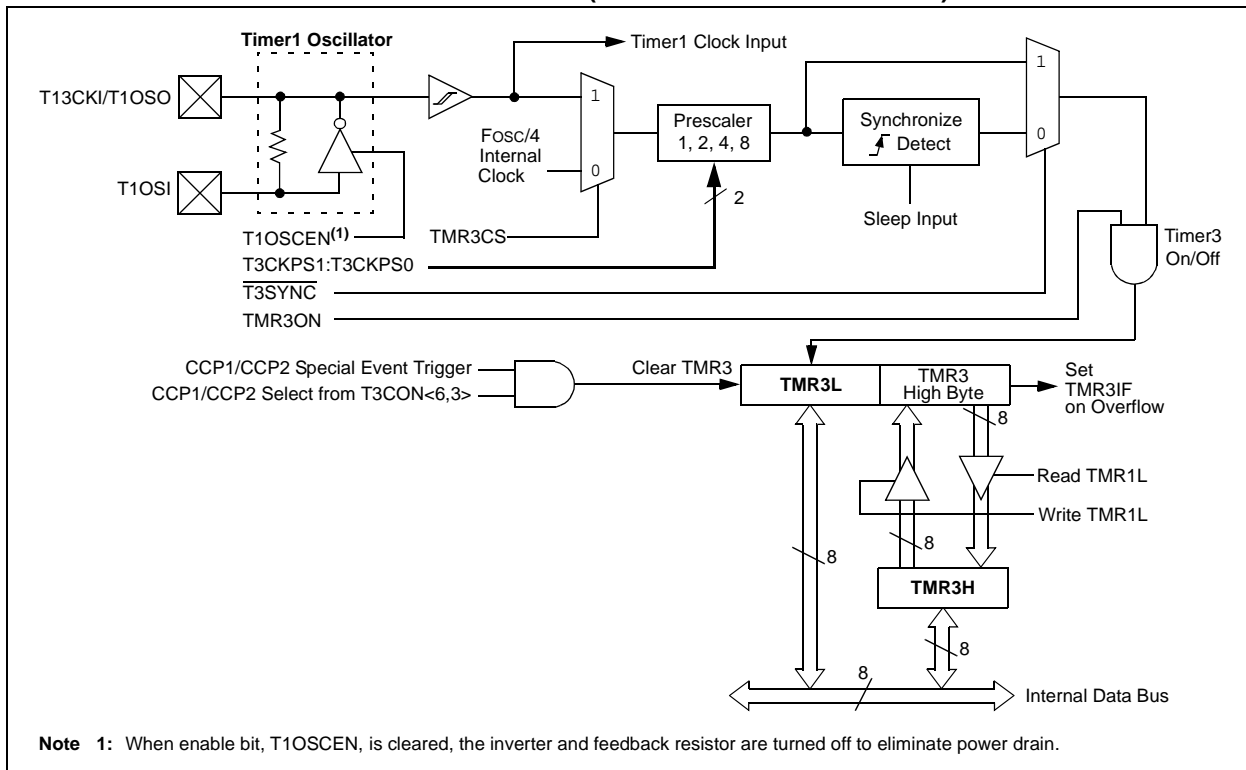 Timer1 Oscillator
Timer1 Clock Input
T13CKI/T1OSO
1
1
FOSC/4
Internal
Clock
0
Prescaler
1, 2, 4, 8
Synchronize
Detect
0
T1OSI
2
Sleep Input
T1OSCEN(1)
TMR3CS
Timer3
On/Off
T3CKPS1:T3CKPS0
T3SYNC
TMR3ON
CCP1/CCP2 Special Event Trigger
CCP1/CCP2 Select from T3CON<6,3>
Clear TMR3
TMR3L
TMR3
High Byte
Set
TMR3IF
on Overflow
8
Read TMR1L
Write TMR1L
8
8
TMR3H
8
8
Internal Data Bus
Note 1: When enable bit, T1OSCEN, is cleared, the inverter and feedback resistor are turned off to eliminate power drain.